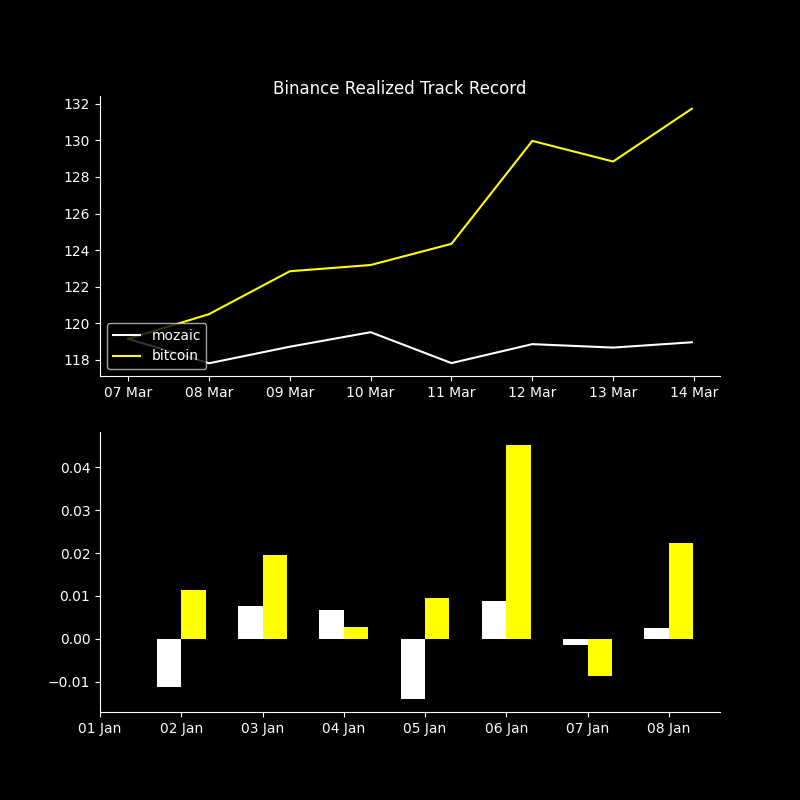 Binance Realized Track Record
132
130
128
126
124
122
120
118
mozaic
bitcoin
07 Mar 08 Mar 09 Mar 10 Mar 11 Mar 12 Mar 13 Mar 14 Mar
0.04
0.03
0.02
0.01
0.00
−0.01
01 Jan 02 Jan 03 Jan 04 Jan 05 Jan 06 Jan 07 Jan 08 Jan